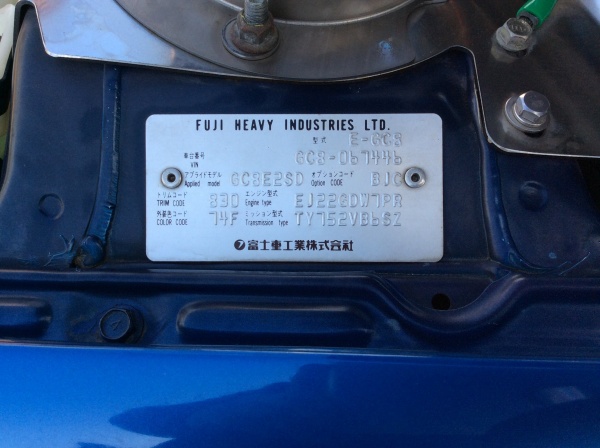 FUJI HEAVY INDUSTRIES LTD.
型式 E-GC8
車台番号 VIN GC8-067446
アプライドモデル Applied model GC8E2SD オプションコード Option CODE BJC
トリムコード TRIM CODE 830 エンジン型式 Engine type EJ22GDW7PR
外装色コード COLOR CODE 74F ミッション型式 Transmission type TY752VB6SZ
富士重工業株式会社